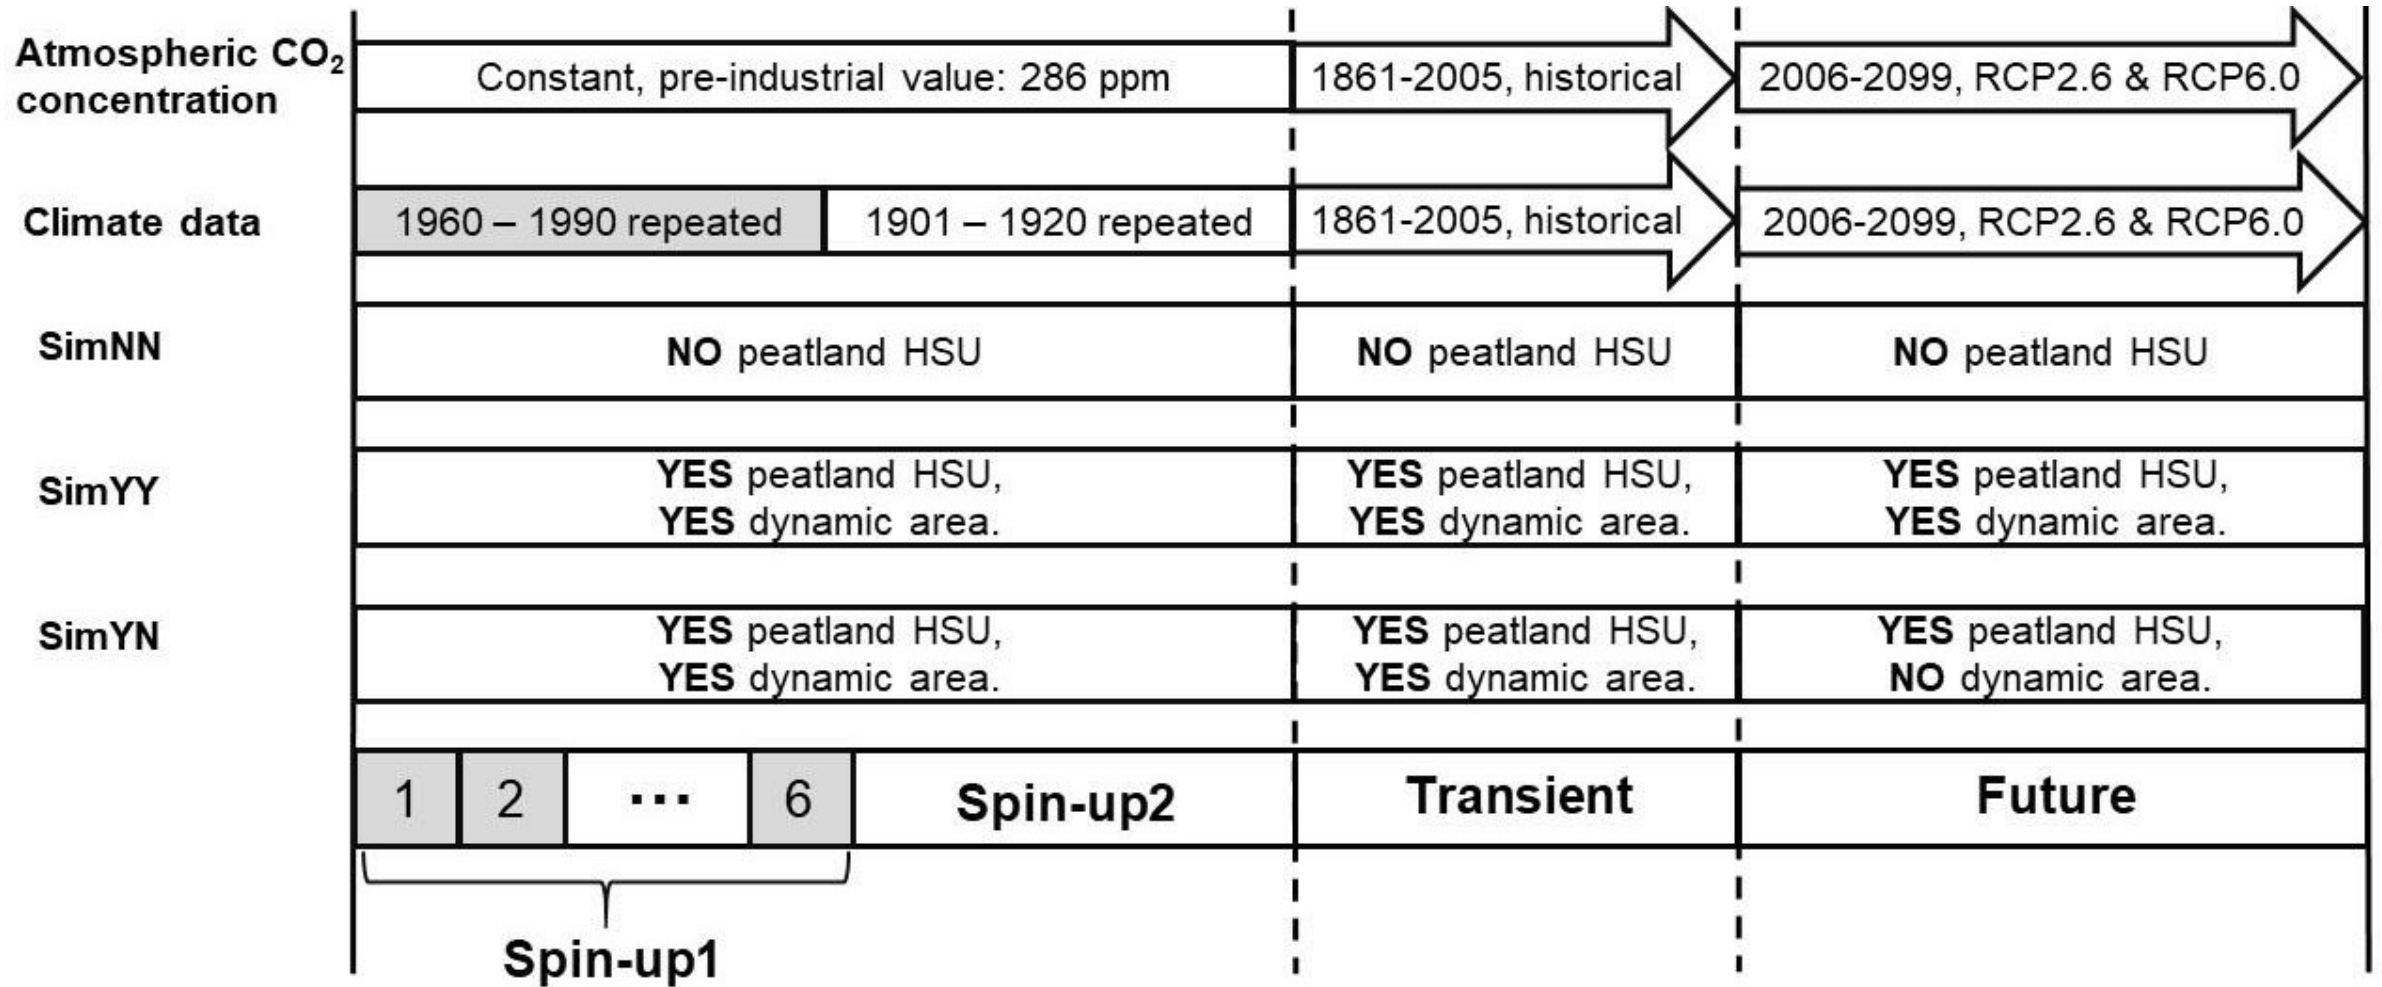 Atmospheric CO₂
concentration
Constant, pre-industrial value: 286 ppm
1861-2005, historical
2006-2099, RCP2.6 & RCP6.0
Climate data
1960 – 1990 repeated
1901 – 1920 repeated
1861-2005, historical
2006-2099, RCP2.6 & RCP6.0
SimNN
NO peatland HSU
NO peatland HSU
NO peatland HSU
SimYY
YES peatland HSU,
YES dynamic area.
YES peatland HSU,
YES dynamic area.
YES peatland HSU,
YES dynamic area.
SimYN
YES peatland HSU,
YES dynamic area.
YES peatland HSU,
YES dynamic area.
YES peatland HSU,
NO dynamic area.
1
2
...
6
Spin-up2
Transient
Future
Spin-up1